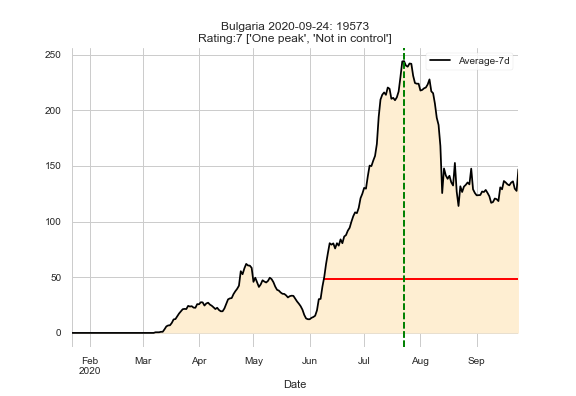 Bulgaria 2020-09-24: 19573
Rating:7 ['One peak', 'Not in control']
Average-7d
250
200
150
100
50
0
Feb Mar Apr May Jun Jul Aug Sep
2020
Date